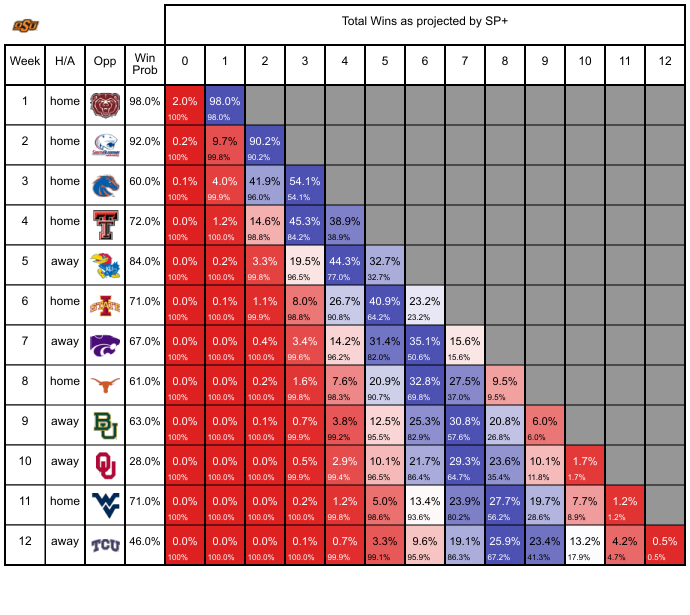 OSU
Total Wins as projected by SP+
Week H/A Opp Win Prob 0 1 2 3 4 5 6 7 8 9 10 11 12
1 home 98.0% 2.0% 98.0%
100% 98.0%
2 home 92.0% 0.2% 9.7% 90.2%
100% 99.8% 90.2%
3 home 60.0% 0.1% 4.0% 41.9% 54.1%
100% 99.9% 96.0% 54.1%
4 home 72.0% 0.0% 1.2% 14.6% 45.3% 38.9%
100% 100.0% 98.8% 84.2% 38.9%
5 away KU 84.0% 0.0% 0.2% 3.3% 19.5% 44.3% 32.7%
100% 100.0% 99.8% 96.5% 77.0% 32.7%
6 home STATE 71.0% 0.0% 0.1% 1.1% 8.0% 26.7% 40.9% 23.2%
100% 100.0% 99.9% 98.8% 90.8% 64.2% 23.2%
7 away 67.0% 0.0% 0.0% 0.4% 3.4% 14.2% 31.4% 35.1% 15.6%
100% 100.0% 100.0% 99.6% 96.2% 82.0% 50.6% 15.6%
8 home 61.0% 0.0% 0.0% 0.2% 1.6% 7.6% 20.9% 32.8% 27.5% 9.5%
100% 100.0% 100.0% 99.8% 98.3% 90.7% 69.8% 37.0% 9.5%
9 away BU 63.0% 0.0% 0.0% 0.1% 0.7% 3.8% 12.5% 25.3% 30.8% 20.8% 6.0%
100% 100.0% 100.0% 99.9% 99.2% 95.5% 82.9% 57.6% 26.8% 6.0%
10 away OU 28.0% 0.0% 0.0% 0.0% 0.5% 2.9% 10.1% 21.7% 29.3% 23.6% 10.1% 1.7%
100% 100.0% 100.0% 99.9% 99.4% 96.5% 86.4% 64.7% 35.4% 11.8% 1.7%
11 home WV 71.0% 0.0% 0.0% 0.0% 0.2% 1.2% 5.0% 13.4% 23.9% 27.7% 19.7% 7.7% 1.2%
100% 100.0% 100.0% 100.0% 99.8% 98.6% 93.6% 80.2% 56.2% 28.6% 8.9% 1.2%
12 away TCU 46.0% 0.0% 0.0% 0.0% 0.1% 0.7% 3.3% 9.6% 19.1% 25.9% 23.4% 13.2% 4.2% 0.5%
100% 100.0% 100.0% 100.0% 99.9% 99.1% 95.9% 86.3% 67.2% 41.3% 17.9% 4.7% 0.5%